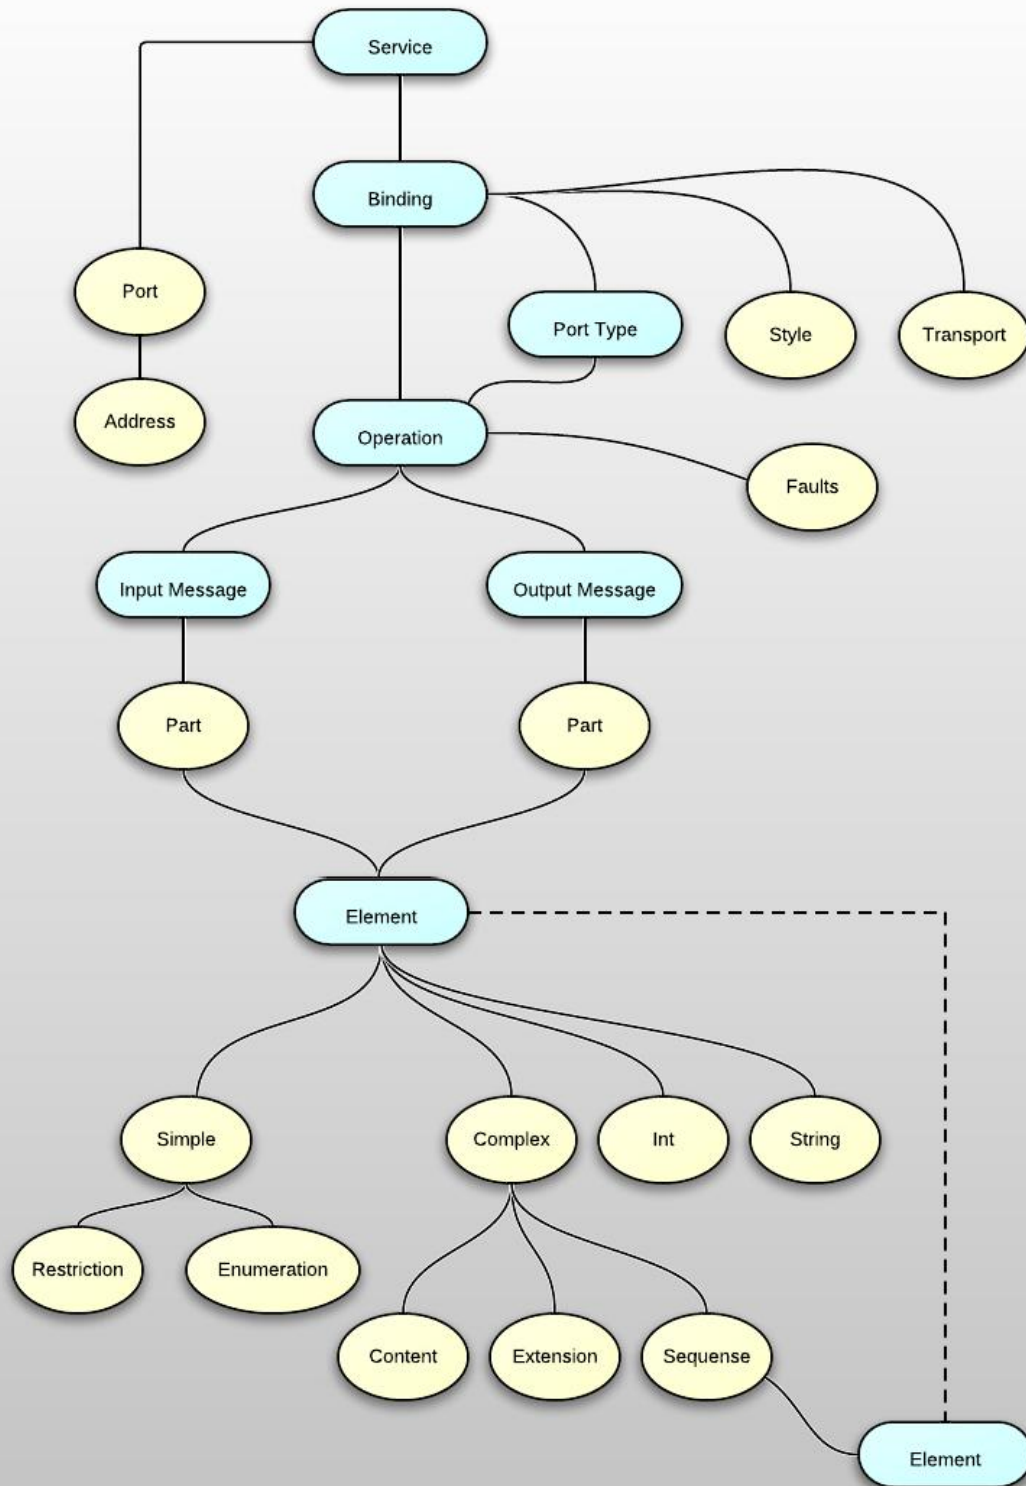 Service
Binding
Port
Port Type
Style
Transport
Address
Operation
Faults
Input Message
Output Message
Part
Part
Element
Simple
Complex
Int
String
Restriction
Enumeration
Content
Extension
Sequense
Element